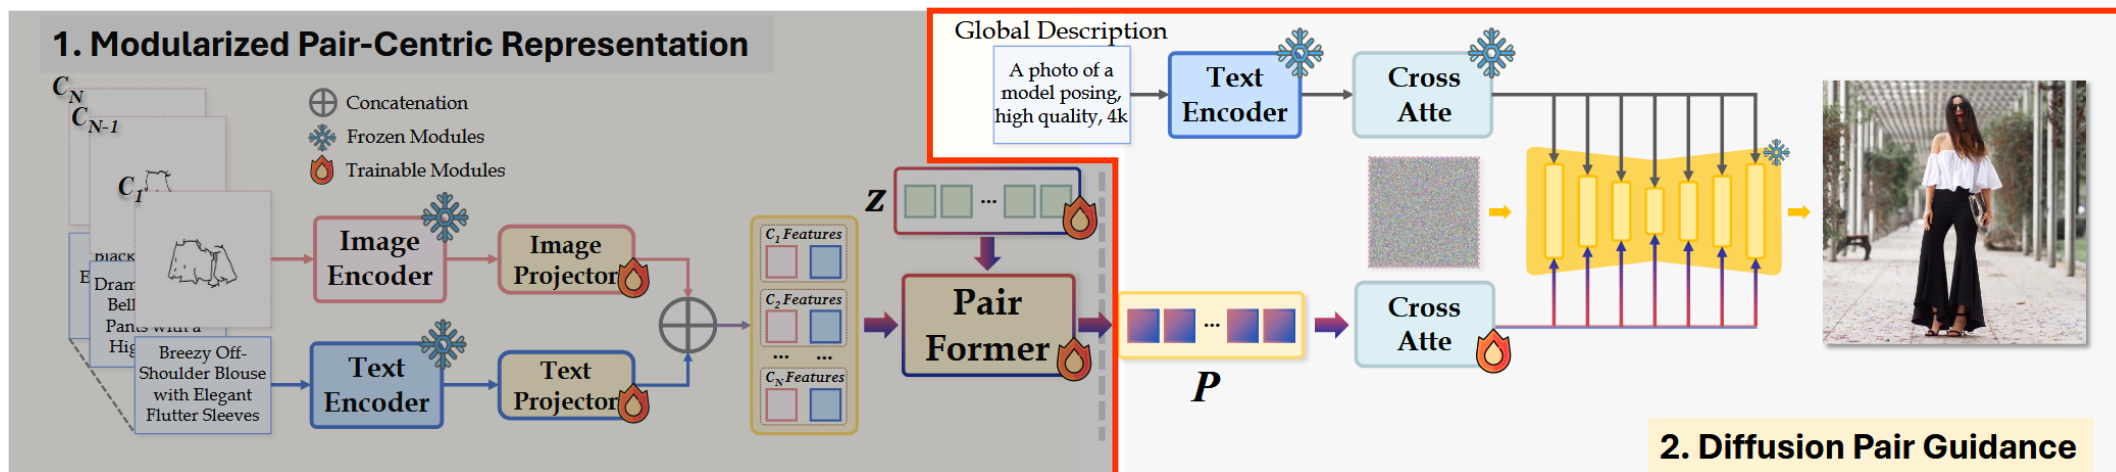 1. Modularized Pair-Centric Representation
C_N
C_N-1
C_1
Concatenation
Frozen Modules
Trainable Modules
Black
E
Dram
Bell
Pants with a
Hig
Breezy Off-
Shoulder Blouse
with Elegant
Flutter Sleeves
Image
Encoder
Image
Projector
Text
Encoder
Text
Projector
C_1 Features
C_2 Features
... ...
C_N Features
z
...
Pair
Former
Global Description
A photo of a
model posing,
high quality, 4k
Text
Encoder
Cross
Atte
...
P
Cross
Atte
2. Diffusion Pair Guidance